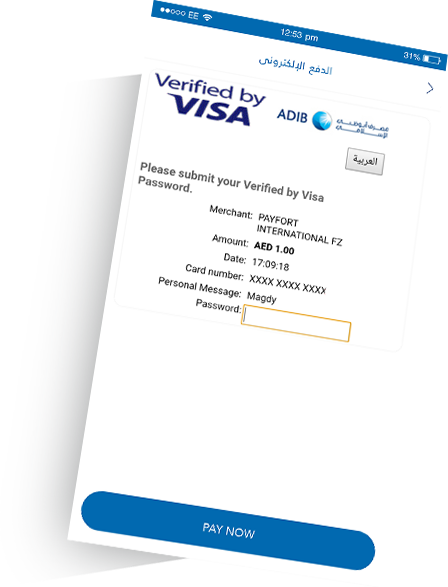 EE 12:53 pm 31%
الدفع الإلكتروني
Verified by
VISA
ADIB مصرف أبوظبي
الإسلامي
العربية
Please submit your Verified by Visa
Password.
Merchant: PAYFORT
INTERNATIONAL FZ
Amount: AED 1.00
Date: 17:09:18
Card number: XXXX XXXX XXXX
Personal Message: Magdy
Password:
PAY NOW